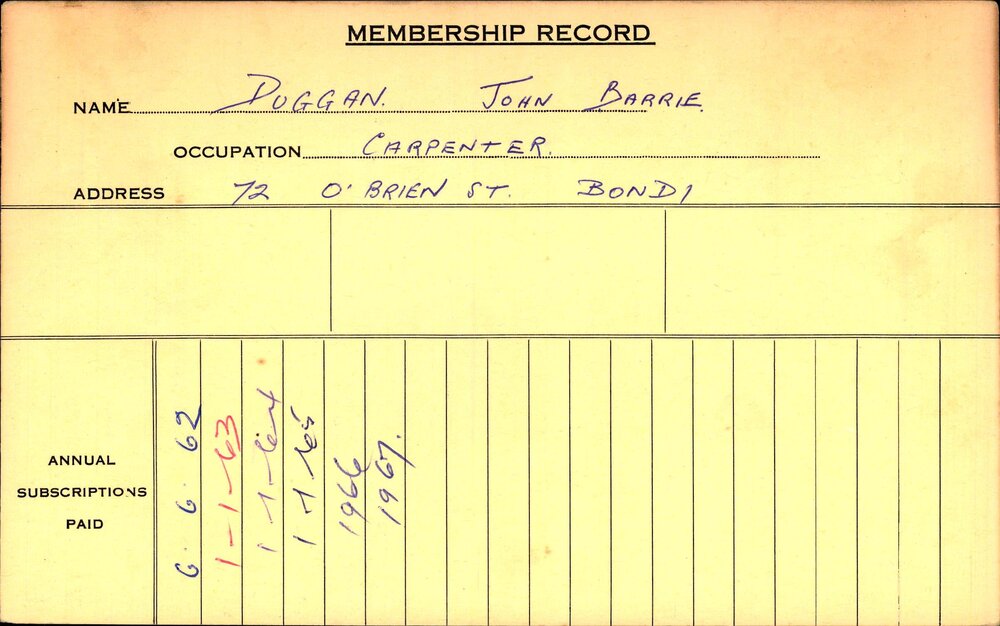 MEMBERSHIP RECORD
NAME DUGGAN. JOHN BARRIE.
OCCUPATION CARPENTER.
ADDRESS 72 O'BRIEN ST. BONDI
ANNUAL SUBSCRIPTIONS PAID
6. 6. 62
1-1-63
1-1-64
1-1-65
1966
1967.